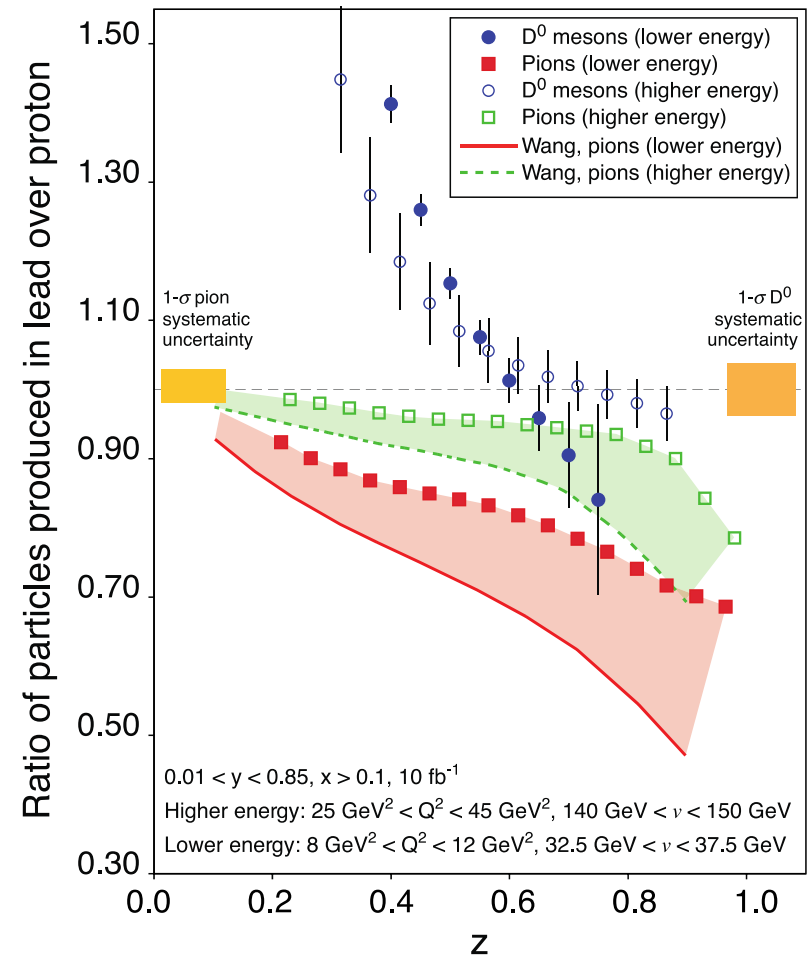 Ratio of particles produced in lead over proton
1.50
1.30
1.10
0.90
0.70
0.50
0.30
D⁰ mesons (lower energy)
Pions (lower energy)
D⁰ mesons (higher energy)
Pions (higher energy)
Wang, pions (lower energy)
Wang, pions (higher energy)
1-σ pion
systematic
uncertainty
1-σ D⁰
systematic
uncertainty
0.01 < y < 0.85, x > 0.1, 10 fb⁻¹
Higher energy: 25 GeV² < Q² < 45 GeV², 140 GeV < ν < 150 GeV
Lower energy: 8 GeV² < Q² < 12 GeV², 32.5 GeV < ν < 37.5 GeV
0.0 0.2 0.4 0.6 0.8 1.0
z